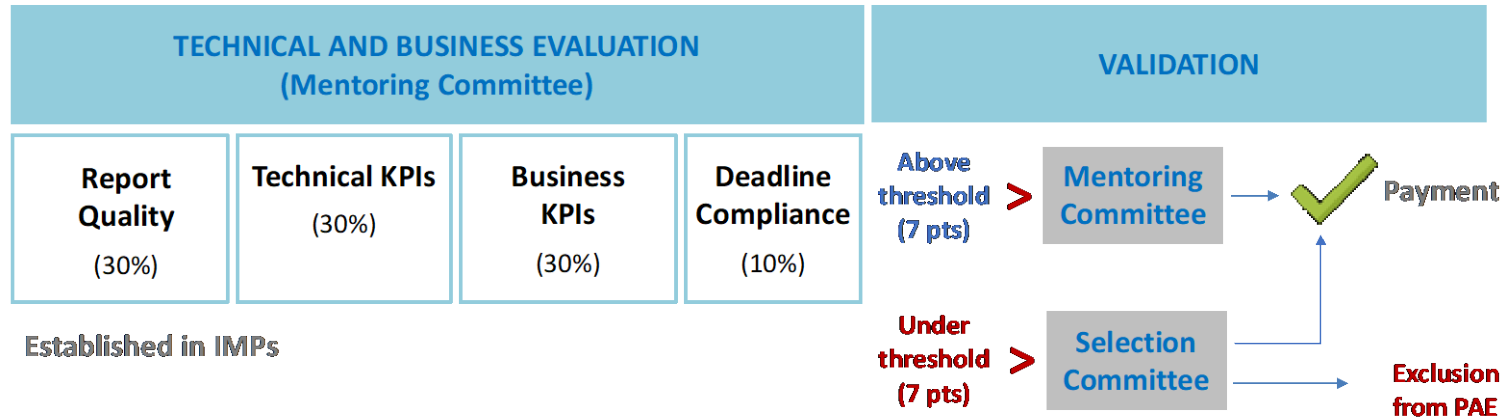 TECHNICAL AND BUSINESS EVALUATION
(Mentoring Committee)
VALIDATION
Report
Quality
(30%)
Technical KPIs
(30%)
Business
KPIs
(30%)
Deadline
Compliance
(10%)
Established in IMPs
Above
threshold
(7 pts)
>
Mentoring
Committee
Payment
Under
threshold
(7 pts)
>
Selection
Committee
Exclusion
from PAE